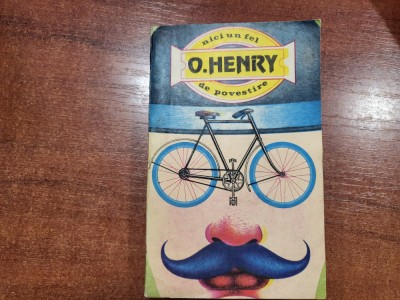 nici un fel
O.HENRY
de povestire